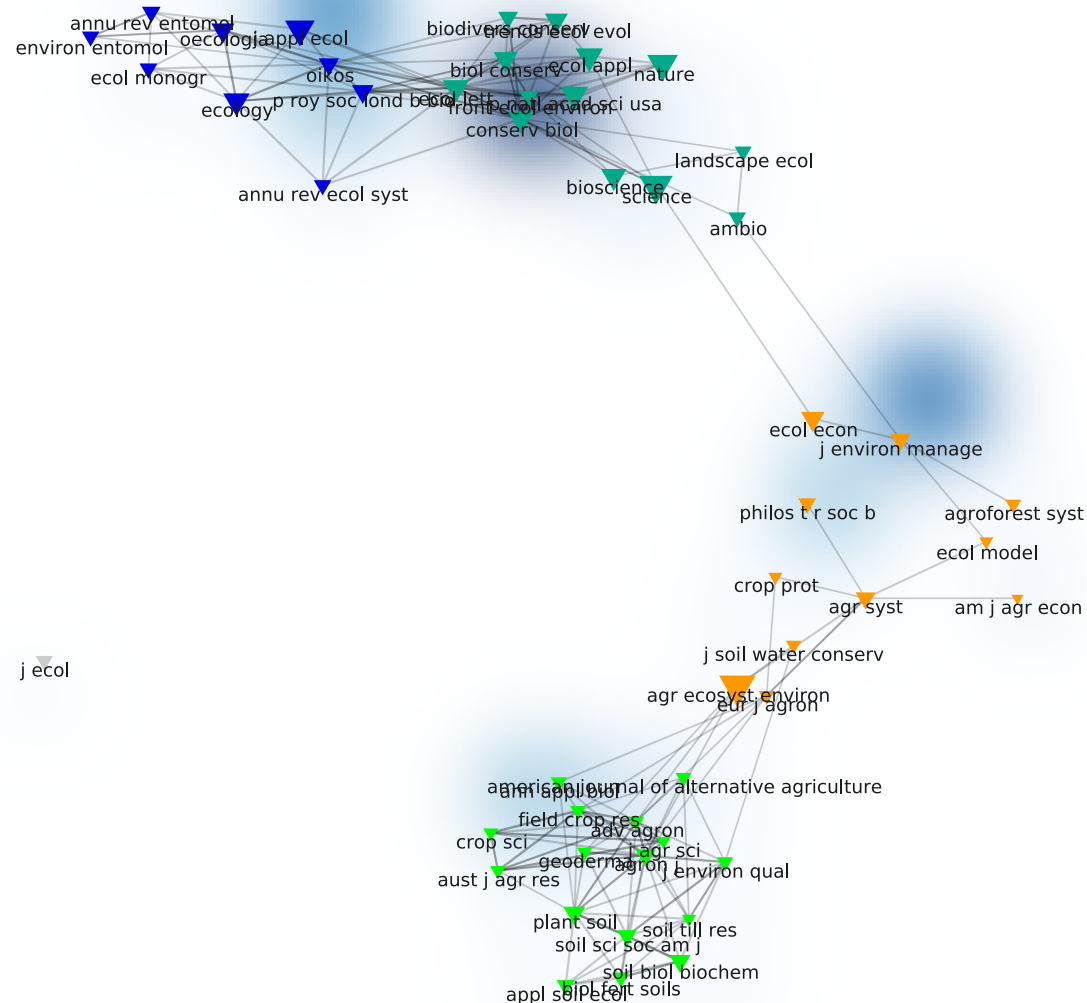 annu rev entomol
biodivers conserv
trends ecol evol
environ entomol
oecologia
j appl ecol
ecol monogr
oikos
biol conserv
ecol appl
nature
ecology
p roy soc lond b bio
ecol lett
front ecol environ
p natl acad sci usa
conserv biol
landscape ecol
annu rev ecol syst
bioscience
science
ambio
ecol econ
j environ manage
philos t r soc b
agroforest syst
ecol model
crop prot
agr syst
am j agr econ
j soil water conserv
j ecol
agr ecosyst environ
eur j agron
american journal of alternative agriculture
ann appl biol
field crop res
adv agron
crop sci
j agr sci
geoderma
agron j
j environ qual
aust j agr res
plant soil
soil till res
soil sci soc am j
soil biol biochem
biol fert soils
appl soil ecol